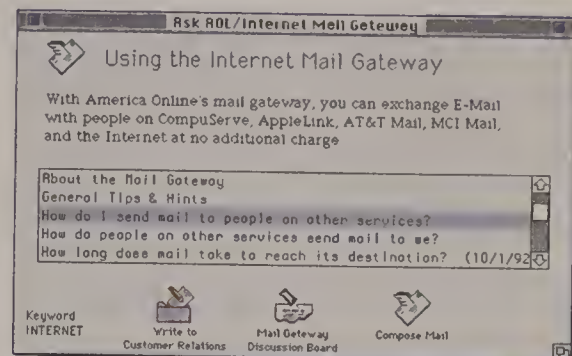 Ask AOL/Internet Mail Gateway
Using the Internet Mail Gateway
With America Online's mail gateway, you can exchange E-Mail
with people on CompuServe, AppleLink, AT&T Mail, MCI Mail,
and the Internet at no additional charge
About the Mail Gateway
General Tips & Hints
How do I send mail to people on other services?
How do people on other services send mail to me?
How long does mail take to reach its destination? (10/1/92
Keyword
INTERNET
Write to
Customer Relations
Mail Gateway
Discussion Board
Compose Mail